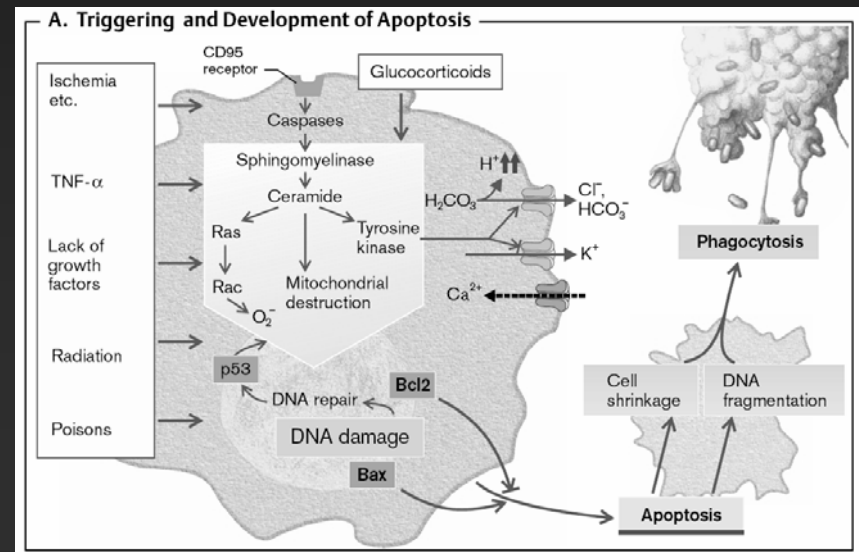 A. Triggering and Development of Apoptosis
Ischemia
etc.
TNF-α
Lack of
growth
factors
Radiation
Poisons
CD95
receptor
Glucocorticoids
Caspases
Sphingomyelinase
Ceramide
Ras
Rac
O₂⁻
Mitochondrial
destruction
Tyrosine
kinase
H⁺
H₂CO₃
Cl⁻,
HCO₃⁻
K⁺
Ca²⁺
p53
DNA repair
Bcl2
DNA damage
Bax
Phagocytosis
Cell
shrinkage
DNA
fragmentation
Apoptosis